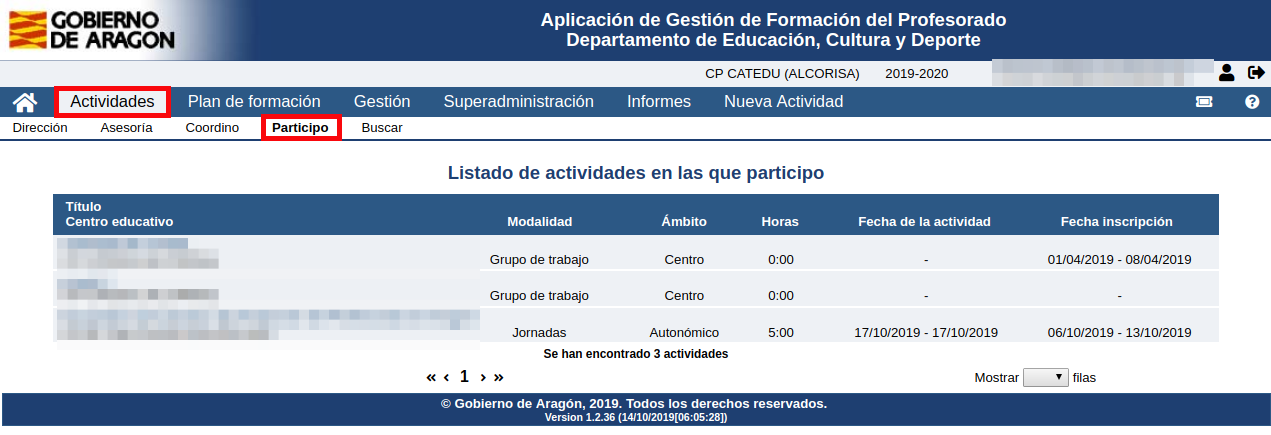 GOBIERNO
DE ARAGON
Aplicación de Gestión de Formación del Profesorado
Departamento de Educación, Cultura y Deporte
CP CATEDU (ALCORISA) 2019-2020
Actividades Plan de formación Gestión Superadministración Informes Nueva Actividad
Dirección Asesoría Coordino Participo Buscar
Listado de actividades en las que participo
Título
Centro educativo Modalidad Ámbito Horas Fecha de la actividad Fecha inscripción
Grupo de trabajo Centro 0:00 - 01/04/2019 - 08/04/2019
Grupo de trabajo Centro 0:00 - -
Jornadas Autonómico 5:00 17/10/2019 - 17/10/2019 06/10/2019 - 13/10/2019
Se han encontrado 3 actividades
« ‹ 1 › » Mostrar filas
© Gobierno de Aragón, 2019. Todos los derechos reservados.
Version 1.2.36 (14/10/2019[06:05:28])